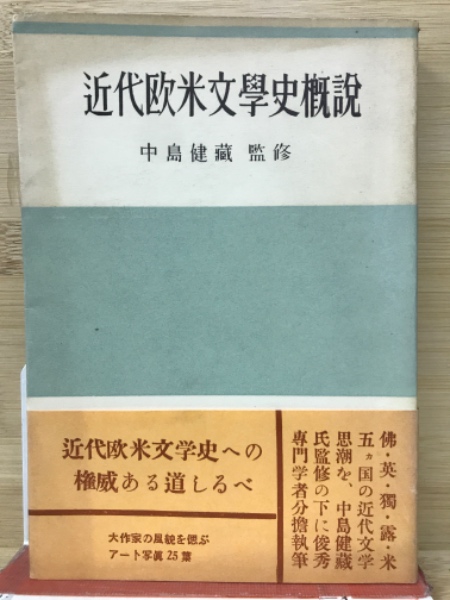 近代欧米文學史概說
中島健藏 監修
佛・英・獨・露・米
五ヵ国の近代文学
思潮を、中島健藏
氏監修の下に俊秀
専門学者分擔執筆
近代欧米文学史への
権威ある道しるべ
大作家の風貌を偲ぶ
アート写眞25葉